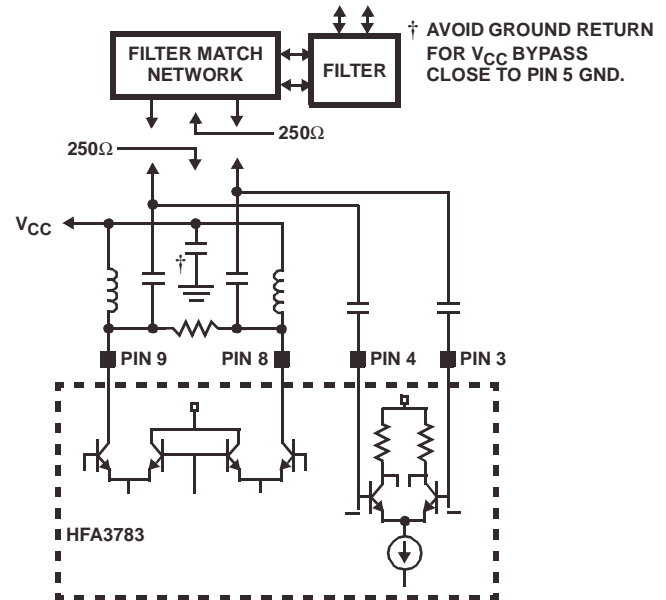 † AVOID GROUND RETURN
FOR VCC BYPASS
CLOSE TO PIN 5 GND.
FILTER MATCH
NETWORK
FILTER
250Ω
250Ω
VCC
†
PIN 9
PIN 8
PIN 4
PIN 3
HFA3783